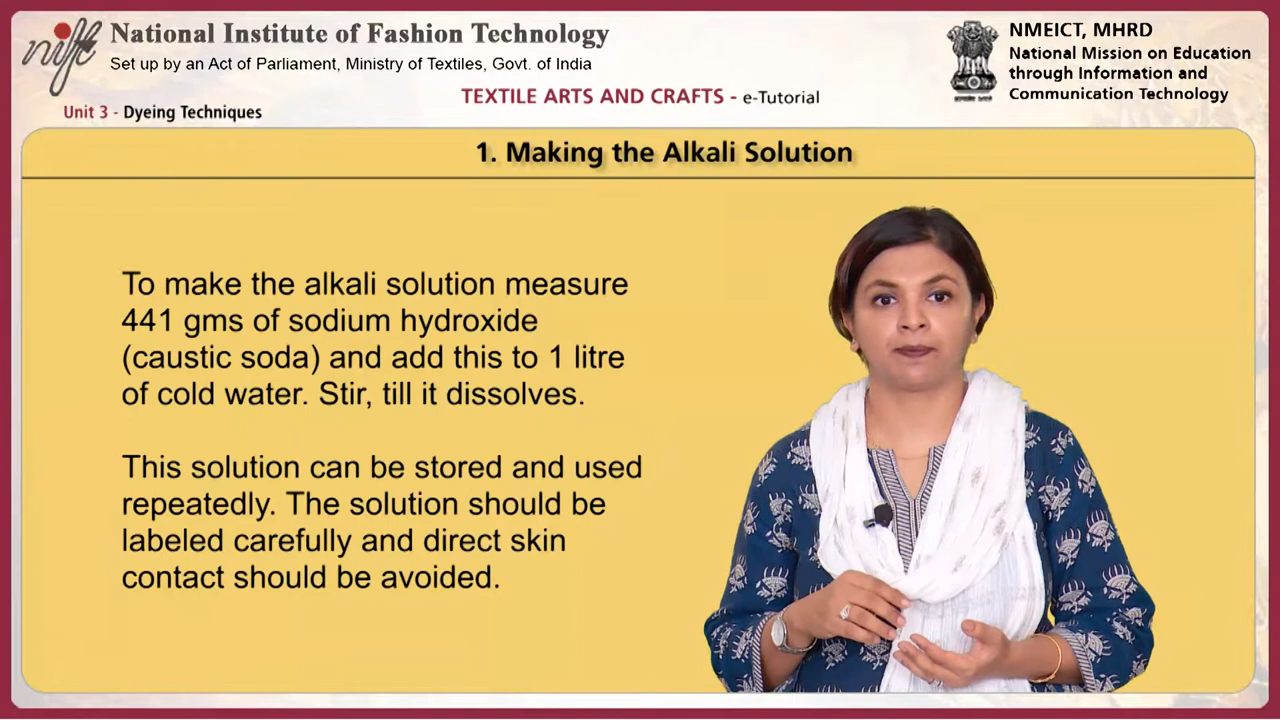 nift
National Institute of Fashion Technology
Set up by an Act of Parliament, Ministry of Textiles, Govt. of India
NMEICT, MHRD
National Mission on Education
through Information and
Communication Technology
TEXTILE ARTS AND CRAFTS - e-Tutorial
Unit 3 - Dyeing Techniques
1. Making the Alkali Solution
To make the alkali solution measure
441 gms of sodium hydroxide
(caustic soda) and add this to 1 litre
of cold water. Stir, till it dissolves.
This solution can be stored and used
repeatedly. The solution should be
labeled carefully and direct skin
contact should be avoided.